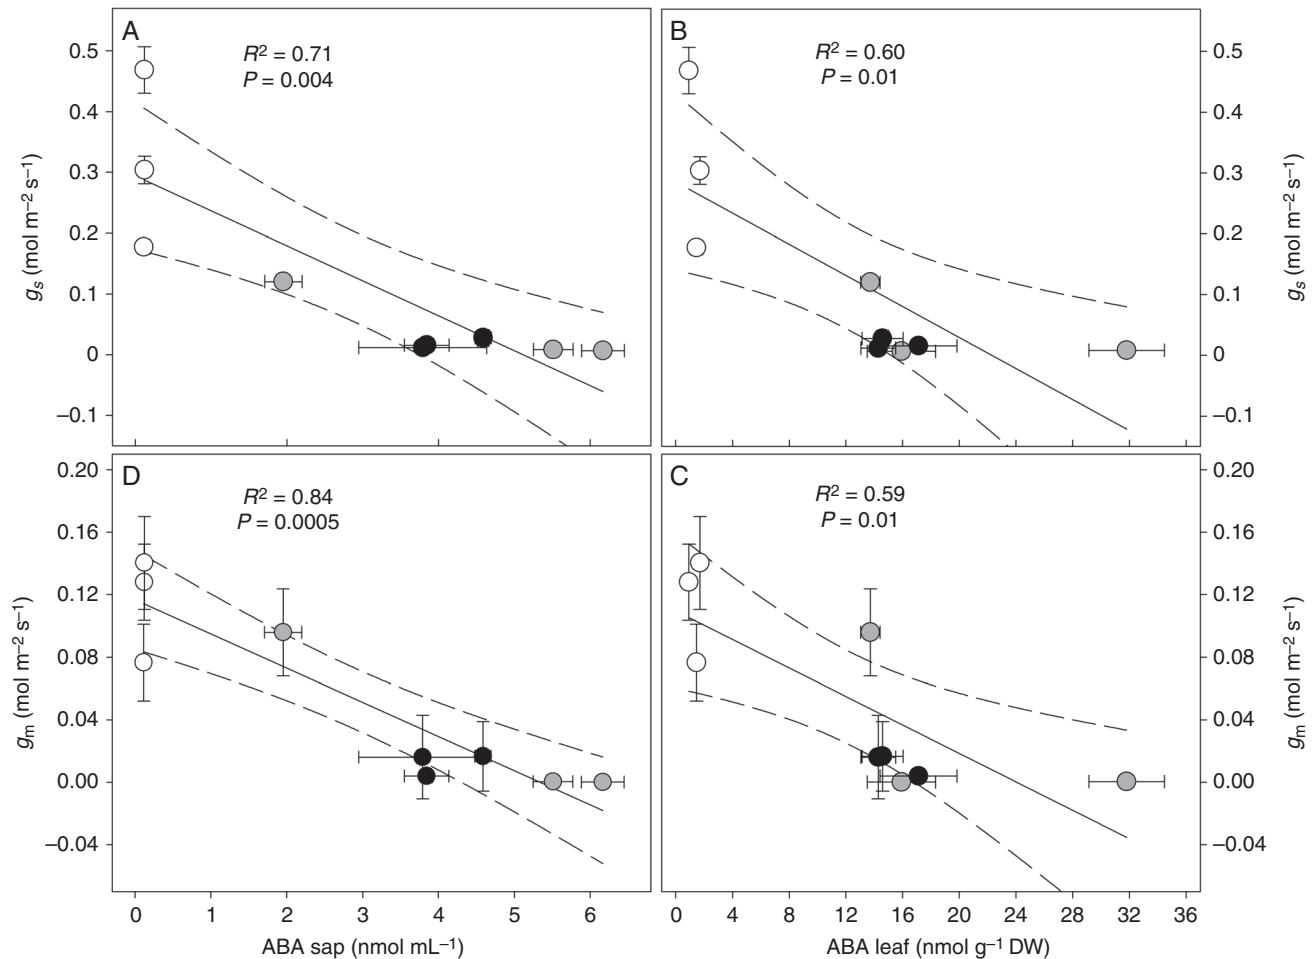 A
R² = 0.71
P = 0.004
0.5
0.4
0.3
0.2
0.1
0
–0.1
gₛ (mol m⁻² s⁻¹)
B
R² = 0.60
P = 0.01
0.5
0.4
0.3
0.2
0.1
0
–0.1
gₛ (mol m⁻² s⁻¹)
D
R² = 0.84
P = 0.0005
0.20
0.16
0.12
0.08
0.04
0.00
–0.04
gₘ (mol m⁻² s⁻¹)
0 1 2 3 4 5 6
ABA sap (nmol mL⁻¹)
C
R² = 0.59
P = 0.01
0.20
0.16
0.12
0.08
0.04
0.00
–0.04
gₘ (mol m⁻² s⁻¹)
0 4 8 12 16 20 24 28 32 36
ABA leaf (nmol g⁻¹ DW)